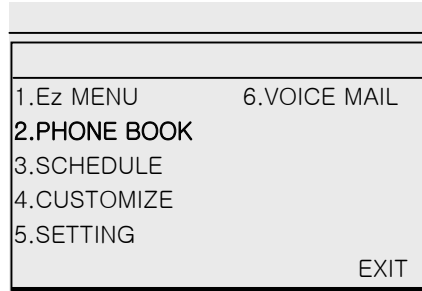 1.Ez MENU 6.VOICE MAIL
2.PHONE BOOK
3.SCHEDULE
4.CUSTOMIZE
5.SETTING
EXIT